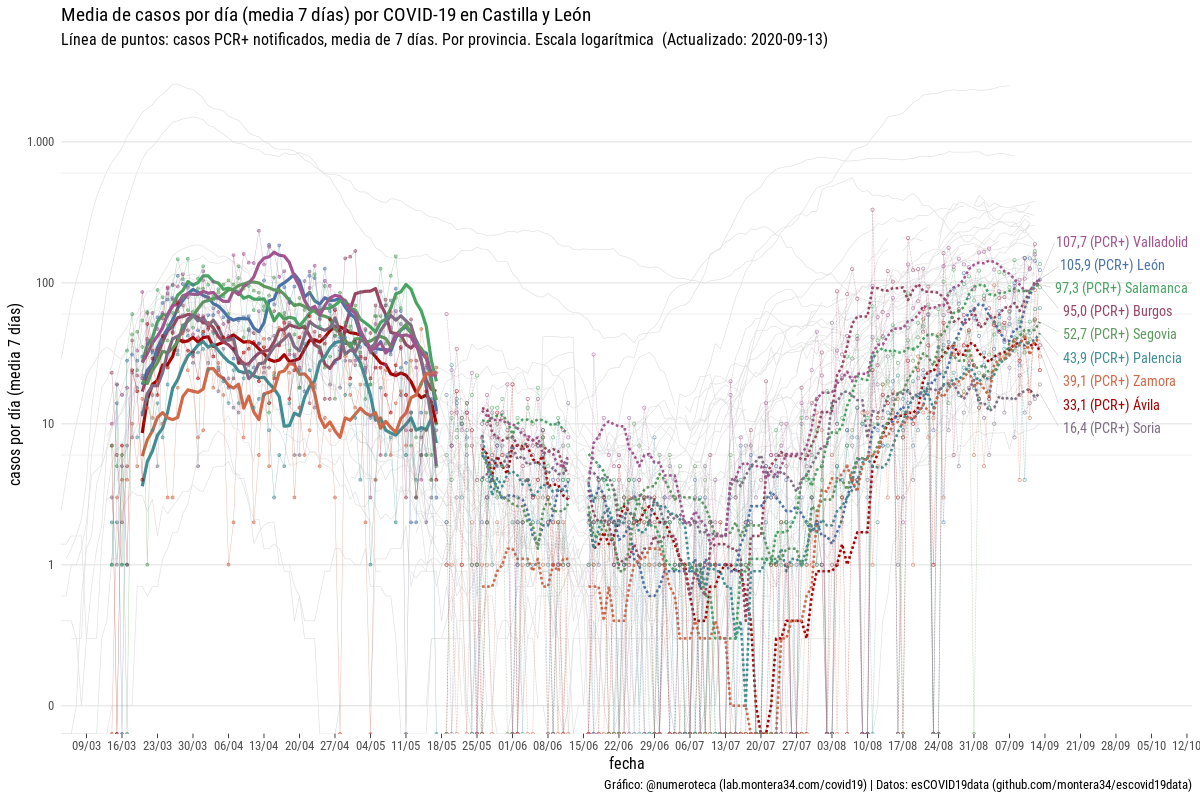 Media de casos por día (media 7 días) por COVID-19 en Castilla y León
Línea de puntos: casos PCR+ notificados, media de 7 días. Por provincia. Escala logarítmica (Actualizado: 2020-09-13)
casos por día (media 7 días)
1.000
100
10
1
0
107,7 (PCR+) Valladolid
105,9 (PCR+) León
97,3 (PCR+) Salamanca
95,0 (PCR+) Burgos
52,7 (PCR+) Segovia
43,9 (PCR+) Palencia
39,1 (PCR+) Zamora
33,1 (PCR+) Ávila
16,4 (PCR+) Soria
09/03 16/03 23/03 30/03 06/04 13/04 20/04 27/04 04/05 11/05 18/05 25/05 01/06 08/06 15/06 22/06 29/06 06/07 13/07 20/07 27/07 03/08 10/08 17/08 24/08 31/08 07/09 14/09 21/09 28/09 05/10 12/10
fecha
Gráfico: @numeroteca (lab.montera34.com/covid19) | Datos: esCOVID19data (github.com/montera34/escovid19data)